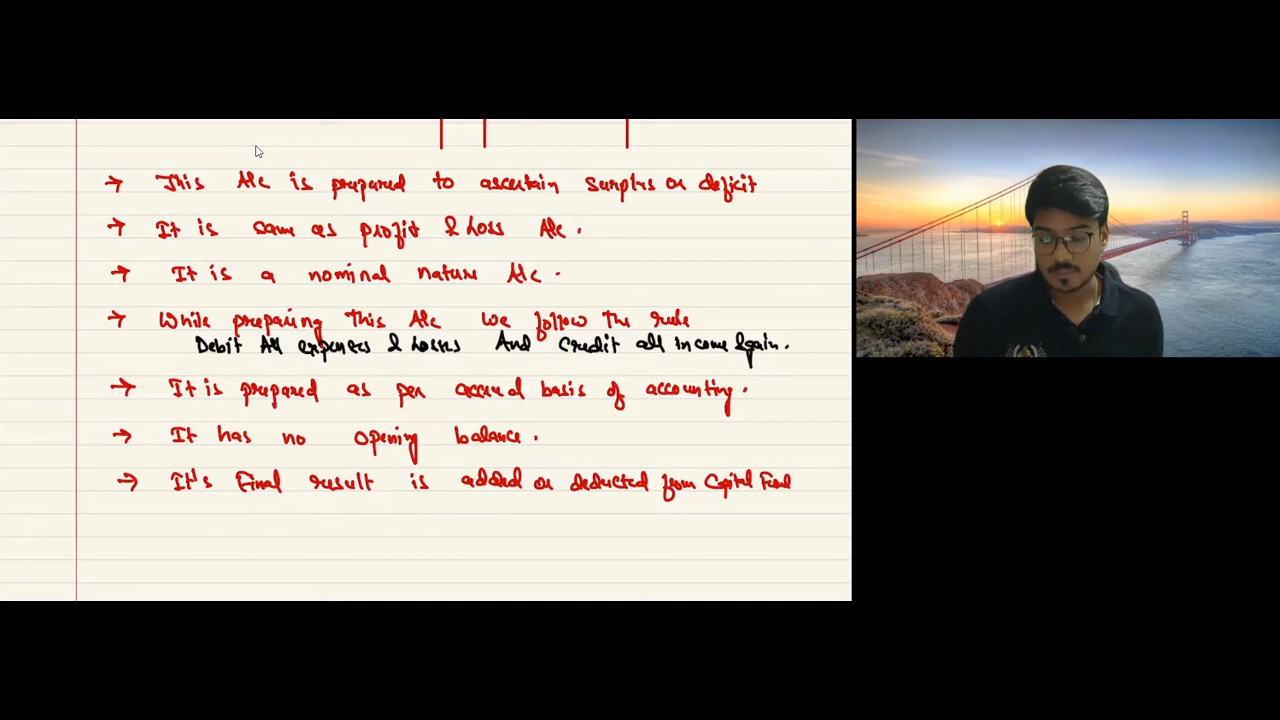 → This A/c is prepared to ascertain surplus or deficit
→ It is same as profit & Loss A/c.
→ It is a nominal nature A/c.
→ While preparing this A/c we follow the rule
Debit All expenses & Losses And Credit all income & gain.
→ It is prepared as per accrual basis of accounting.
→ It has no opening balance.
→ It's Final result is added or deducted from Capital Fund